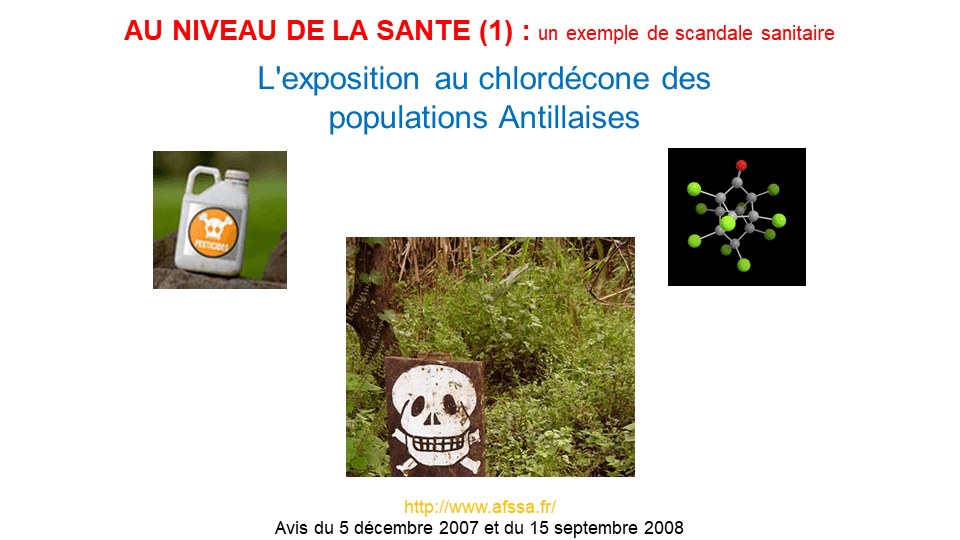 AU NIVEAU DE LA SANTE (1) : un exemple de scandale sanitaire
L'exposition au chlordécone des
populations Antillaises
PESTICIDES
http://www.afssa.fr/
Avis du 5 décembre 2007 et du 15 septembre 2008